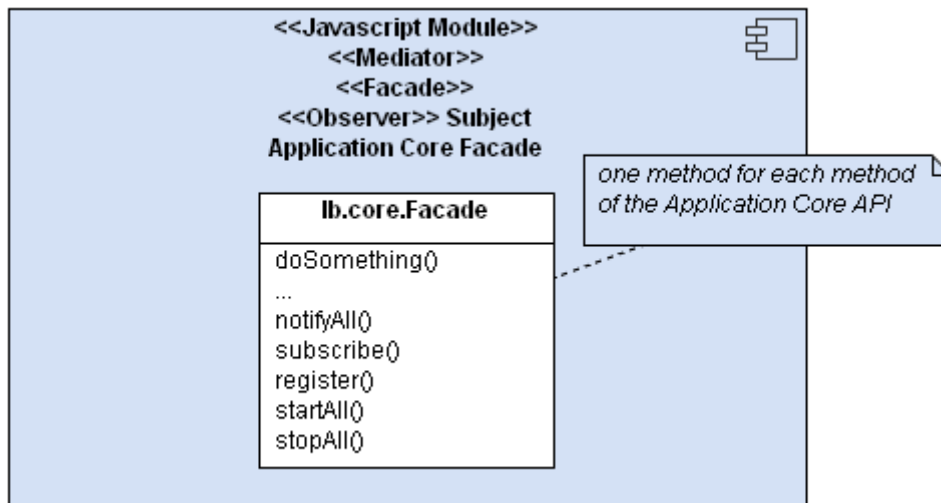 <<Javascript Module>>
<<Mediator>>
<<Facade>>
<<Observer>> Subject
Application Core Facade
one method for each method
of the Application Core API
lb.core.Facade
doSomething()
...
notifyAll()
subscribe()
register()
startAll()
stopAll()